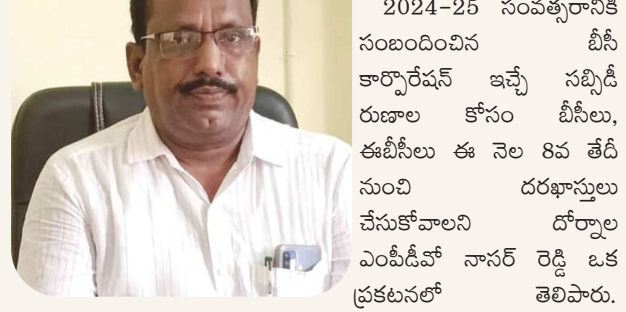 2024-25 సంవత్సరానికి
సంబందించిన బీసీ
కార్పొరేషన్ ఇచ్చే సబ్సిడీ
రుణాల కోసం బీసీలు,
ఈబీసీలు ఈ నెల 8వ తేదీ
నుంచి దరఖాస్తులు
చేసుకోవాలని దోర్నాల
ఎంపీడీవో నాసర్ రెడ్డి ఒక
ప్రకటనలో తెలిపారు.